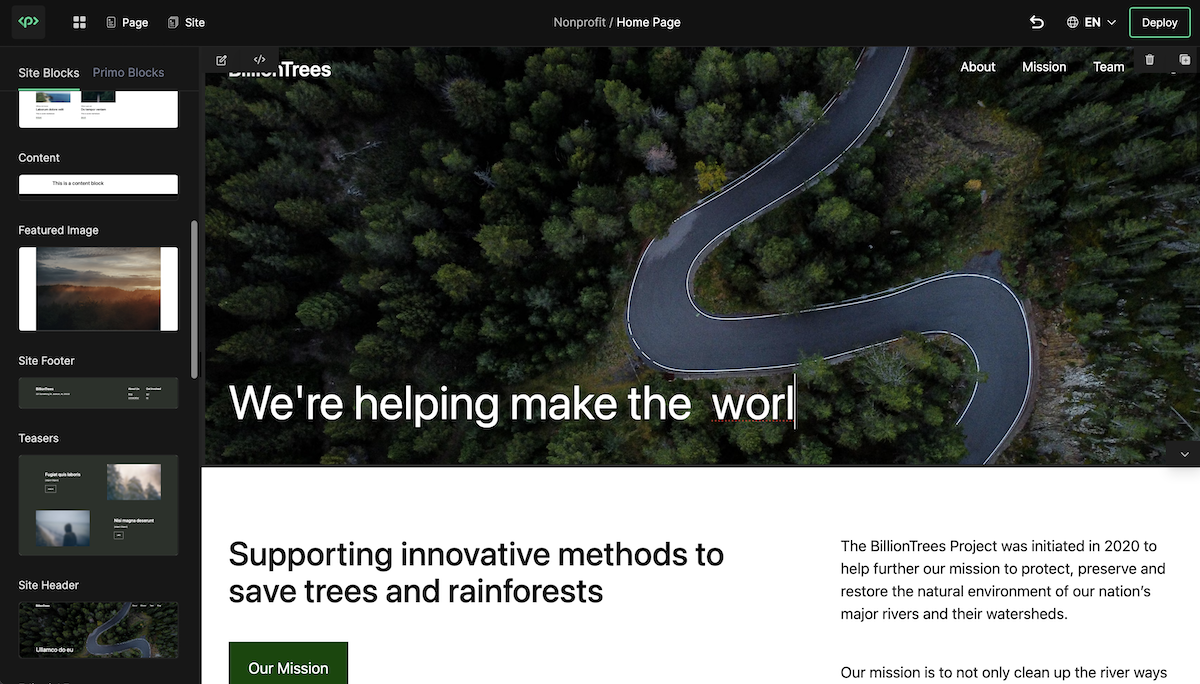 Page
Site
Nonprofit / Home Page
EN
Deploy
Site Blocks
Primo Blocks
Content
This is a content block
Featured Image
Site Footer
BillionTrees
Teasers
Fugiat quis laboris
Nisi magna deserunt
Site Header
Ullamco do eu
BillionTrees
About
Mission
Team
We're helping make the  worl
Supporting innovative methods to
save trees and rainforests
Our Mission
The BillionTrees Project was initiated in 2020 to
help further our mission to protect, preserve and
restore the natural environment of our nation’s
major rivers and their watersheds.
Our mission is to not only clean up the river ways